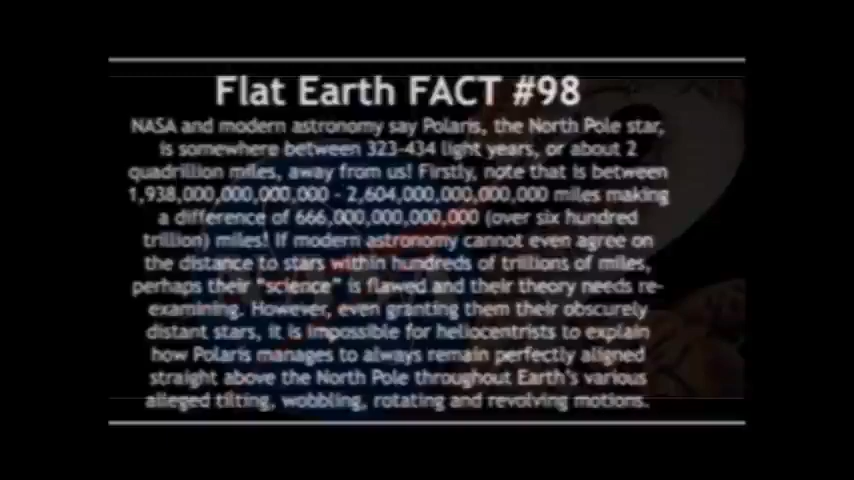 Flat Earth FACT #98
NASA and modern astronomy say Polaris, the North Pole star,
is somewhere between 323-434 light years, or about 2
quadrillion miles, away from us! Firstly, note that is between
1,938,000,000,000,000 - 2,604,000,000,000,000 miles making
a difference of 666,000,000,000,000 (over six hundred
trillion) miles! If modern astronomy cannot even agree on
the distance to stars within hundreds of trillions of miles,
perhaps their "science" is flawed and their theory needs re-
examining. However, even granting them their obscurely
distant stars, it is impossible for heliocentrists to explain
how Polaris manages to always remain perfectly aligned
straight above the North Pole throughout Earth's various
alleged tilting, wobbling, rotating and revolving motions.